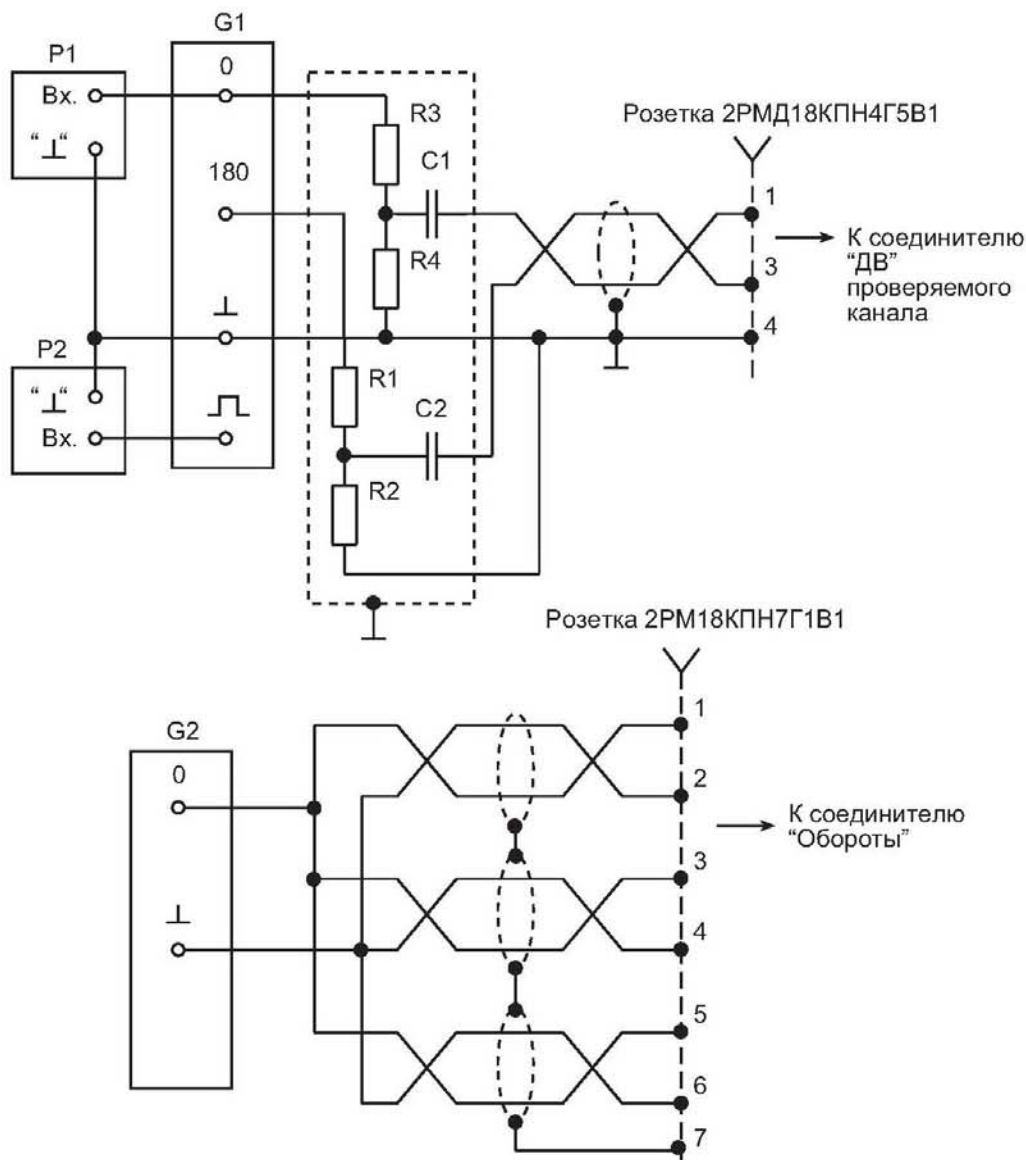 G1
P1
0
Вх.
"⊥"
180
⊥
P2
"⊥"
Вх.
R3
C1
R4
R1
C2
R2
Розетка 2РМД18КПН4Г5В1
1
3
4
К соединителю
"ДВ"
проверяемого
канала
Розетка 2РМ18КПН7Г1В1
G2
0
⊥
1
2
3
4
5
6
7
К соединителю
"Обороты"